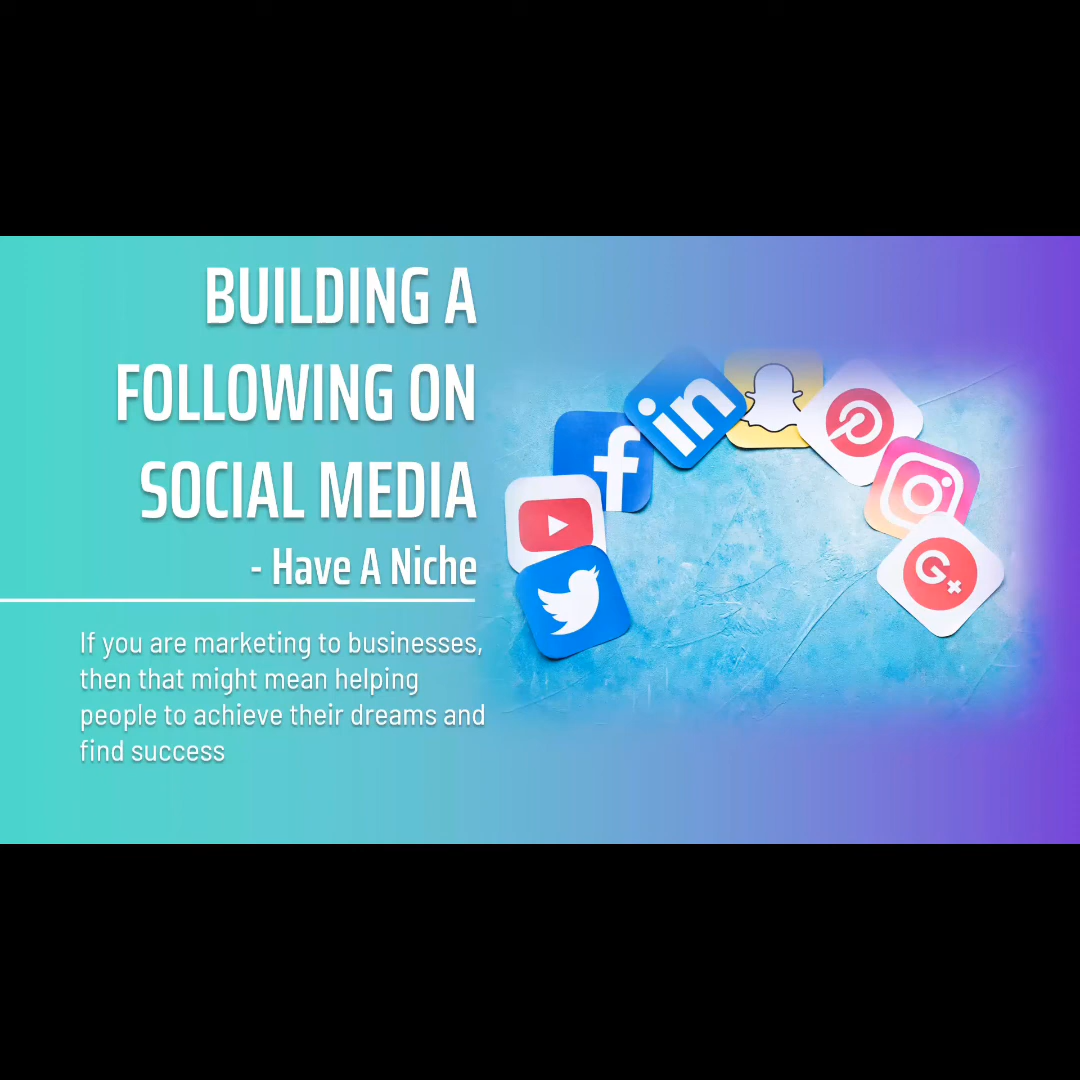 BUILDING A
FOLLOWING ON
SOCIAL MEDIA
- Have A Niche
If you are marketing to businesses,
then that might mean helping
people to achieve their dreams and
find success
f
in
G+